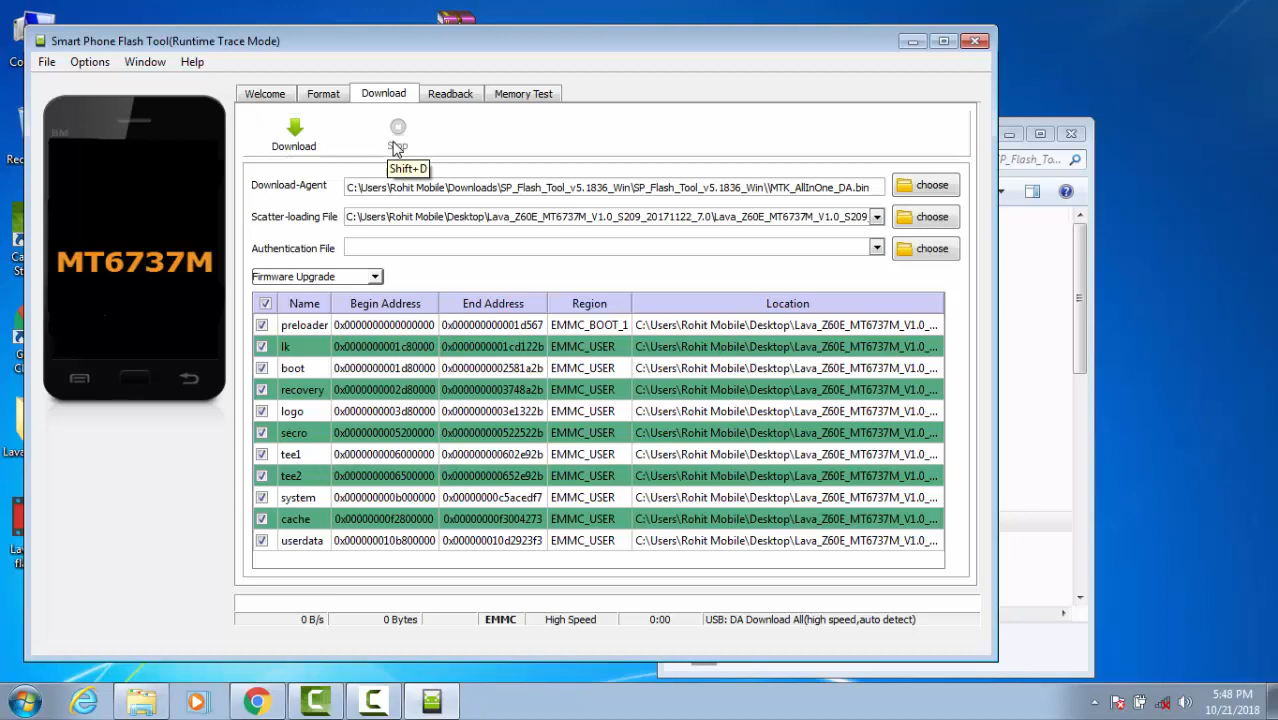 Smart Phone Flash Tool(Runtime Trace Mode)
File Options Window Help
Welcome Format Download Readback Memory Test
BM
Download Stop
Shift+D
Download-Agent C:\Users\Rohit Mobile\Downloads\SP_Flash_Tool_v5.1836_Win\SP_Flash_Tool_v5.1836_Win\\MTK_AllInOne_DA.bin choose
Scatter-loading File C:\Users\Rohit Mobile\Desktop\Lava_Z60E_MT6737M_V1.0_S209_20171122_7.0\Lava_Z60E_MT6737M_V1.0_S209_ choose
Authentication File choose
MT6737M
Firmware Upgrade
Name Begin Address End Address Region Location
preloader 0x0000000000000000 0x000000000001d567 EMMC_BOOT_1 C:\Users\Rohit Mobile\Desktop\Lava_Z60E_MT6737M_V1.0_...
lk 0x0000000001c80000 0x0000000001cd122b EMMC_USER C:\Users\Rohit Mobile\Desktop\Lava_Z60E_MT6737M_V1.0_...
boot 0x0000000001d80000 0x0000000002581a2b EMMC_USER C:\Users\Rohit Mobile\Desktop\Lava_Z60E_MT6737M_V1.0_...
recovery 0x0000000002d80000 0x0000000003748a2b EMMC_USER C:\Users\Rohit Mobile\Desktop\Lava_Z60E_MT6737M_V1.0_...
logo 0x0000000003d80000 0x0000000003e1322b EMMC_USER C:\Users\Rohit Mobile\Desktop\Lava_Z60E_MT6737M_V1.0_...
secro 0x0000000005200000 0x000000000522522b EMMC_USER C:\Users\Rohit Mobile\Desktop\Lava_Z60E_MT6737M_V1.0_...
tee1 0x0000000006000000 0x000000000602e92b EMMC_USER C:\Users\Rohit Mobile\Desktop\Lava_Z60E_MT6737M_V1.0_...
tee2 0x0000000006500000 0x000000000652e92b EMMC_USER C:\Users\Rohit Mobile\Desktop\Lava_Z60E_MT6737M_V1.0_...
system 0x000000000b000000 0x00000000c5acedf7 EMMC_USER C:\Users\Rohit Mobile\Desktop\Lava_Z60E_MT6737M_V1.0_...
cache 0x00000000f2800000 0x00000000f3004273 EMMC_USER C:\Users\Rohit Mobile\Desktop\Lava_Z60E_MT6737M_V1.0_...
userdata 0x000000010b800000 0x000000010d2923f3 EMMC_USER C:\Users\Rohit Mobile\Desktop\Lava_Z60E_MT6737M_V1.0_...
0 B/s 0 Bytes EMMC High Speed 0:00 USB: DA Download All(high speed,auto detect)
P_Flash_To...
5:48 PM
10/21/2018